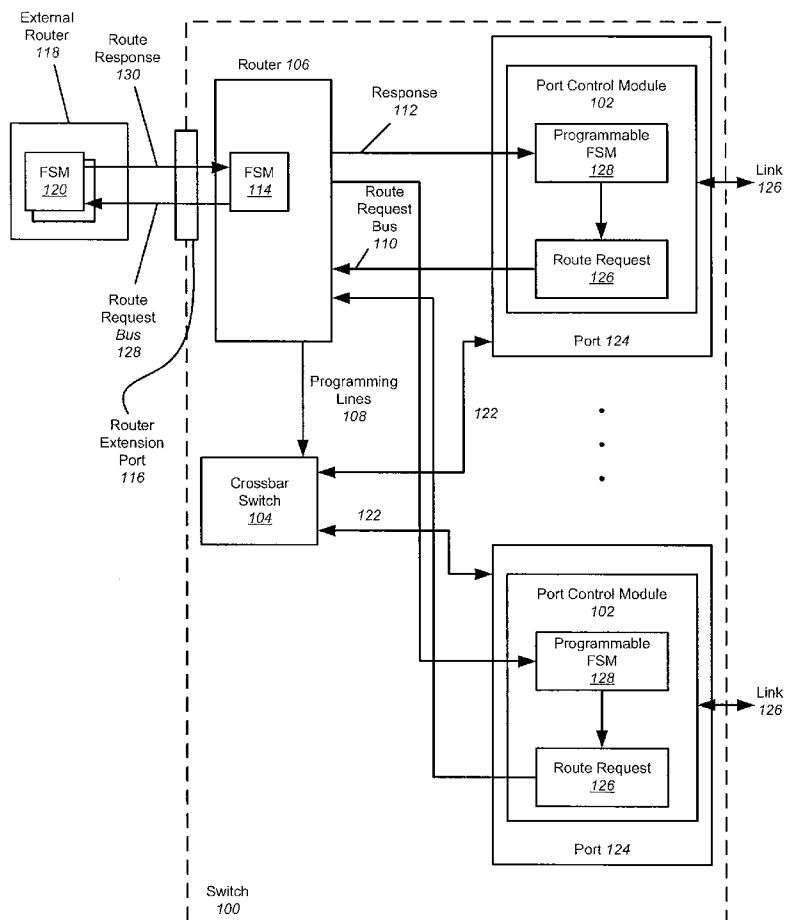 External
Router
118
Route
Response
130
Router 106
Response
112
Port Control Module
102
Programmable
FSM
128
Link
126
FSM
120
FSM
114
Route
Request
Bus
110
Route Request
126
Route
Request
Bus
128
Port 124
Programming
Lines
108
Router
Extension
Port
116
122
Crossbar
Switch
104
122
Port Control Module
102
Programmable
FSM
128
Link
126
Route Request
126
Port 124
Switch
100